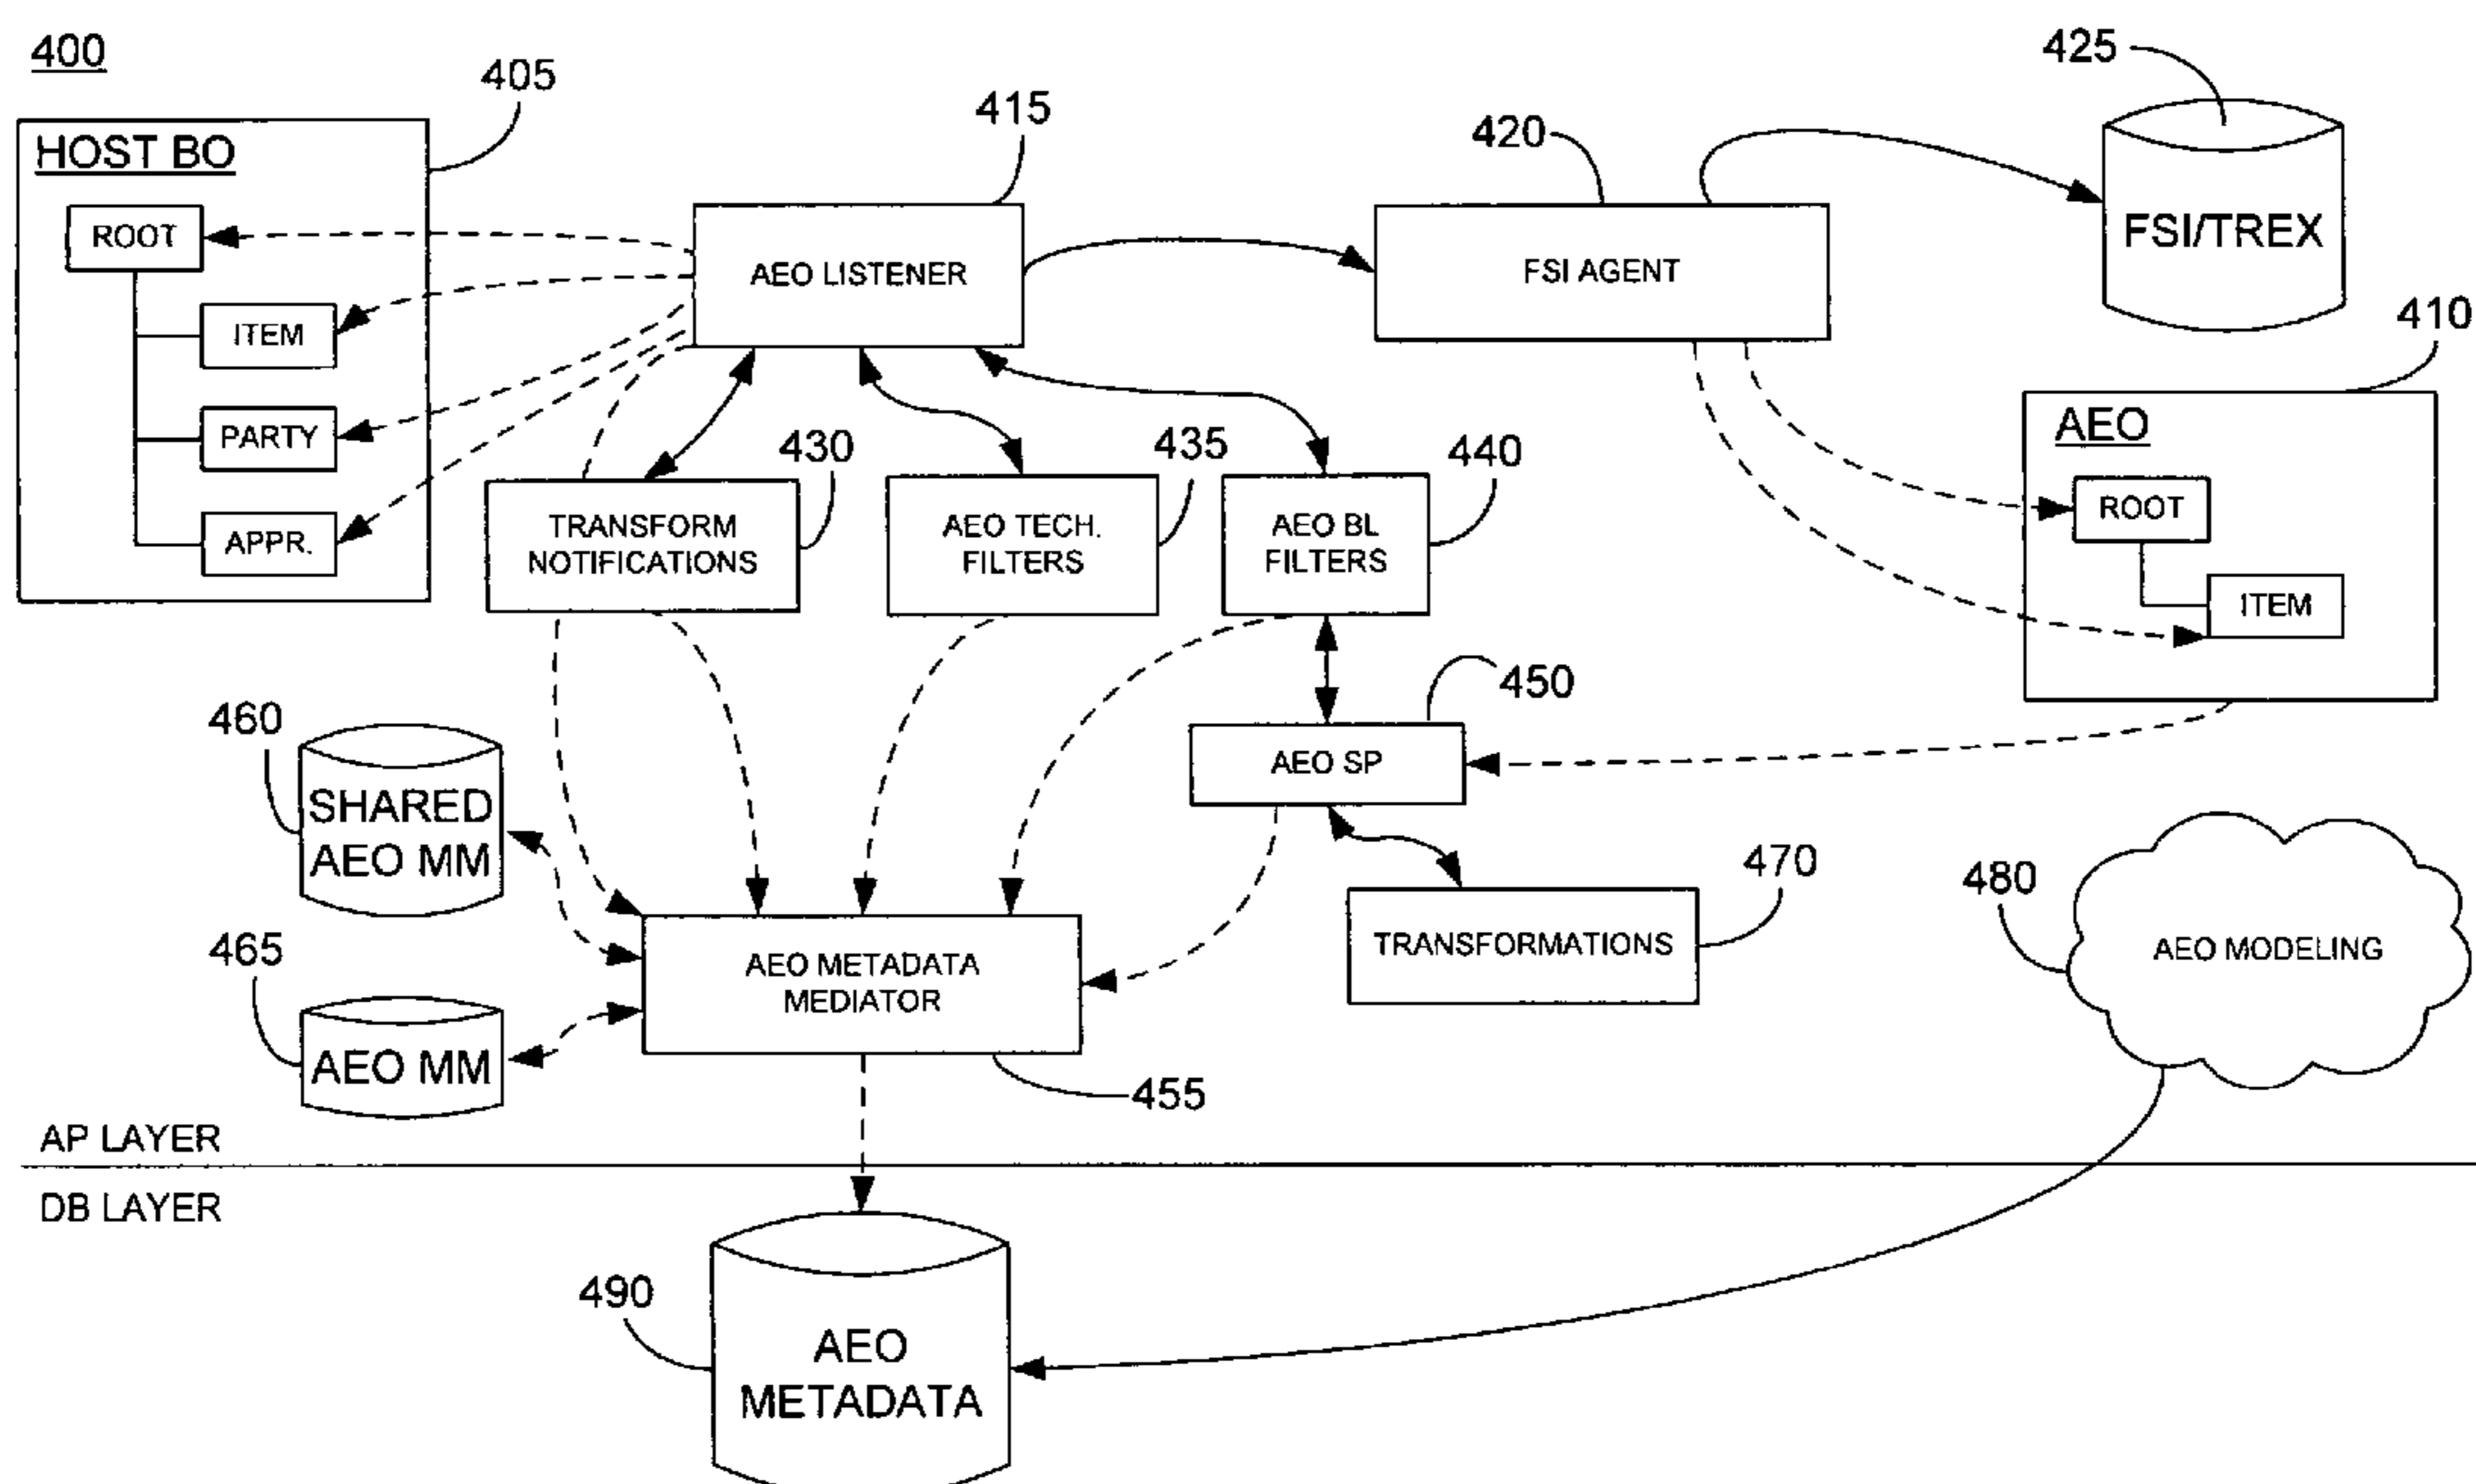 400
405
415
420
425
410
HOST BO
ROOT
ITEM
PARTY
APPR.
AEO LISTENER
FSI AGENT
FSI/TREX
AEO
ROOT
ITEM
430
435
440
TRANSFORM
NOTIFICATIONS
AEO TECH.
FILTERS
AEO BL
FILTERS
450
AEO SP
460
SHARED
AEO MM
465
AEO MM
AEO METADATA
MEDIATOR
455
470
TRANSFORMATIONS
480
AEO MODELING
AP LAYER
DB LAYER
490
AEO
METADATA